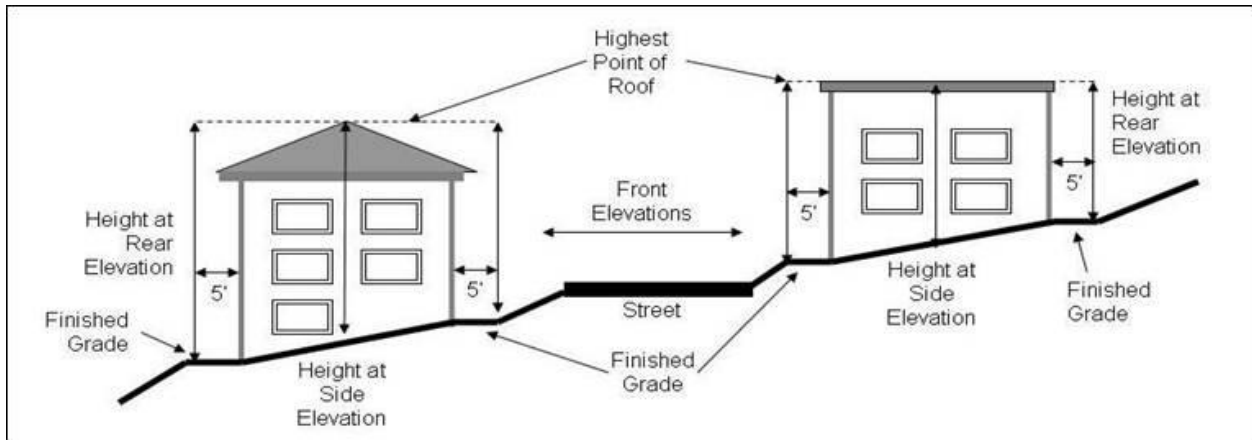 Highest
Point of
Roof
Height at
Rear
Elevation
5'
5'
Finished
Grade
Height at
Side
Elevation
Front
Elevations
Street
Finished
Grade
5'
5'
Height at
Rear
Elevation
Height at
Side
Elevation
Finished
Grade